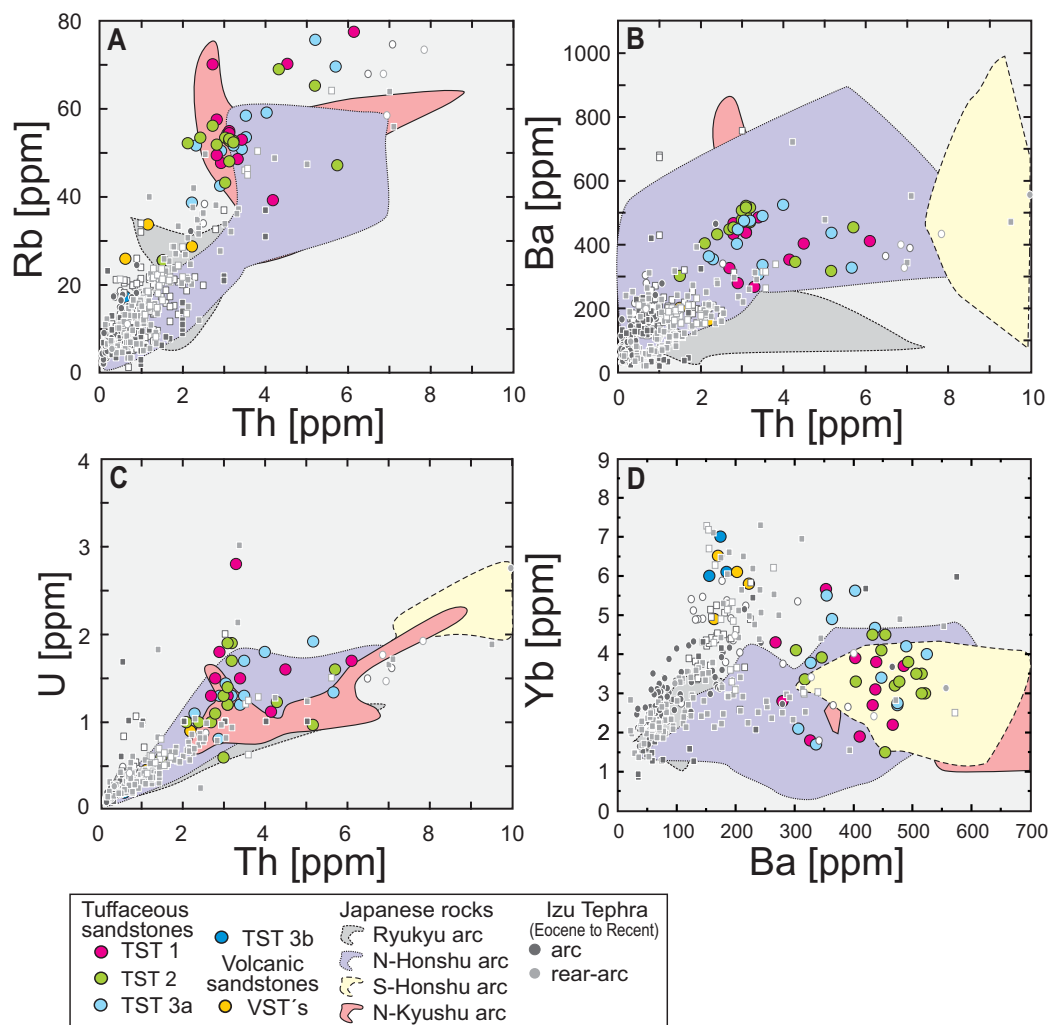 A
Rb [ppm]
80
60
40
20
0
0 2 4 6 8 10
Th [ppm]
B
Ba [ppm]
1000
800
600
400
200
0
0 2 4 6 8 10
Th [ppm]
C
U [ppm]
4
3
2
1
0
0 2 4 6 8 10
Th [ppm]
D
Yb [ppm]
9
8
7
6
5
4
3
2
1
0
0 100 200 300 400 500 600 700
Ba [ppm]
Tuffaceous
sandstones
TST 1
TST 2
TST 3a
TST 3b
Volcanic
sandstones
VST´s
Japanese rocks
Ryukyu arc
N-Honshu arc
S-Honshu arc
N-Kyushu arc
Izu Tephra
(Eocene to Recent)
arc
rear-arc